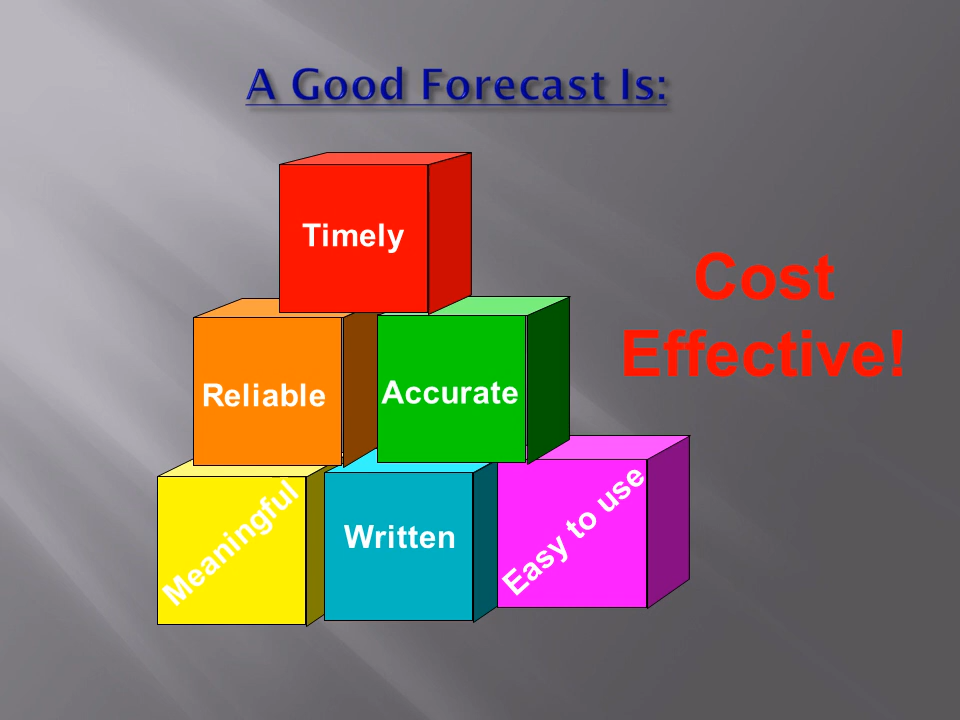 A Good Forecast Is:
Timely
Cost
Effective!
Reliable
Accurate
Meaningful
Written
Easy to use